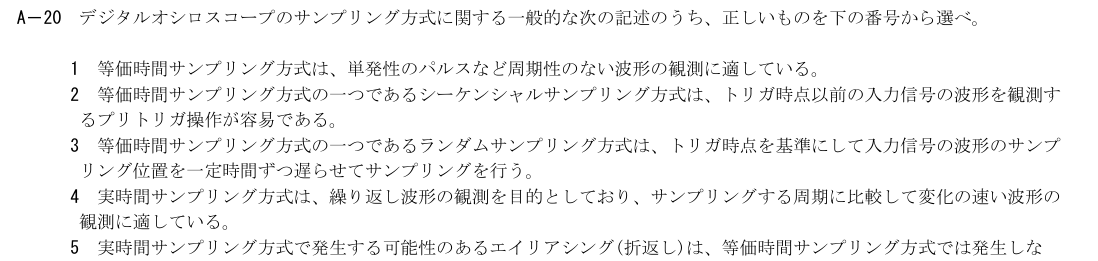 A－20 デジタルオシロスコープのサンプリング方式に関する一般的な次の記述のうち、正しいものを下の番号から選べ。
1 等価時間サンプリング方式は、単発性のパルスなど周期性のない波形の観測に適している。
2 等価時間サンプリング方式の一つであるシーケンシャルサンプリング方式は、トリガ時点以前の入力信号の波形を観測す
るプリトリガ操作が容易である。
3 等価時間サンプリング方式の一つであるランダムサンプリング方式は、トリガ時点を基準にして入力信号の波形のサンプ
リング位置を一定時間ずつ遅らせてサンプリングを行う。
4 実時間サンプリング方式は、繰り返し波形の観測を目的としており、サンプリングする周期に比較して変化の速い波形の
観測に適している。
5 実時間サンプリング方式で発生する可能性のあるエイリアシング(折返し)は、等価時間サンプリング方式では発生しな